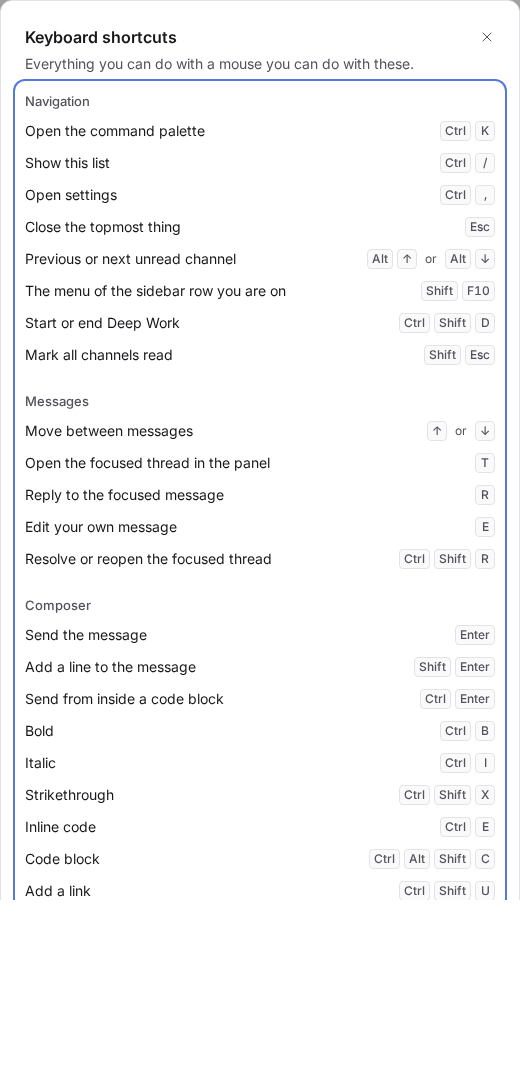 Keyboard shortcuts
Everything you can do with a mouse you can do with these.
Navigation
Open the command palette Ctrl K
Show this list Ctrl /
Open settings Ctrl ,
Close the topmost thing Esc
Previous or next unread channel Alt ↑ or Alt ↓
The menu of the sidebar row you are on Shift F10
Start or end Deep Work Ctrl Shift D
Mark all channels read Shift Esc
Messages
Move between messages ↑ or ↓
Open the focused thread in the panel T
Reply to the focused message R
Edit your own message E
Resolve or reopen the focused thread Ctrl Shift R
Composer
Send the message Enter
Add a line to the message Shift Enter
Send from inside a code block Ctrl Enter
Bold Ctrl B
Italic Ctrl I
Strikethrough Ctrl Shift X
Inline code Ctrl E
Code block Ctrl Alt Shift C
Add a link Ctrl Shift U